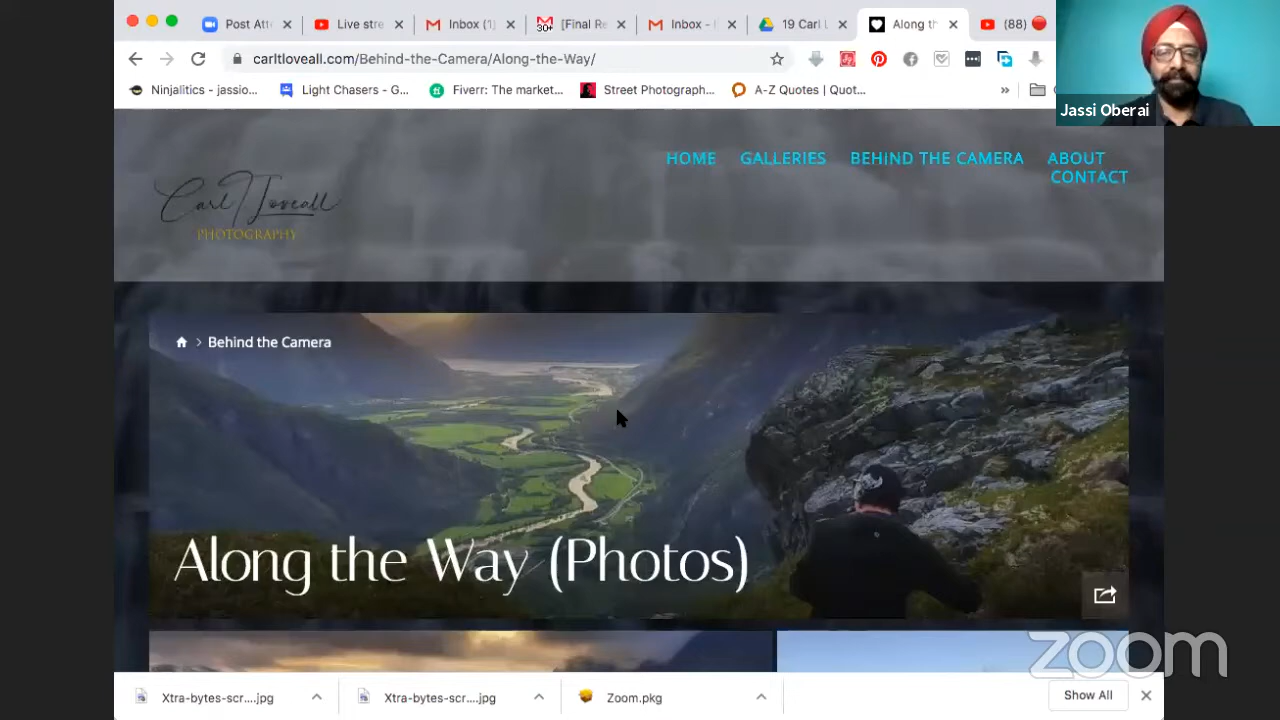 Post Atte
Live stre
Inbox (1)
30+
[Final Re
Inbox -
19 Carl L
Along th
(88)
carltloveall.com/Behind-the-Camera/Along-the-Way/
Ninjalitics - jassio...
Light Chasers - G...
Fiverr: The market...
Street Photograph...
A-Z Quotes | Quot...
»
Jassi Oberai
HOME
GALLERIES
BEHIND THE CAMERA
ABOUT
CONTACT
Carl T Loveall
PHOTOGRAPHY
> Behind the Camera
Along the Way (Photos)
zoom
Xtra-bytes-scr....jpg
Xtra-bytes-scr....jpg
Zoom.pkg
Show All